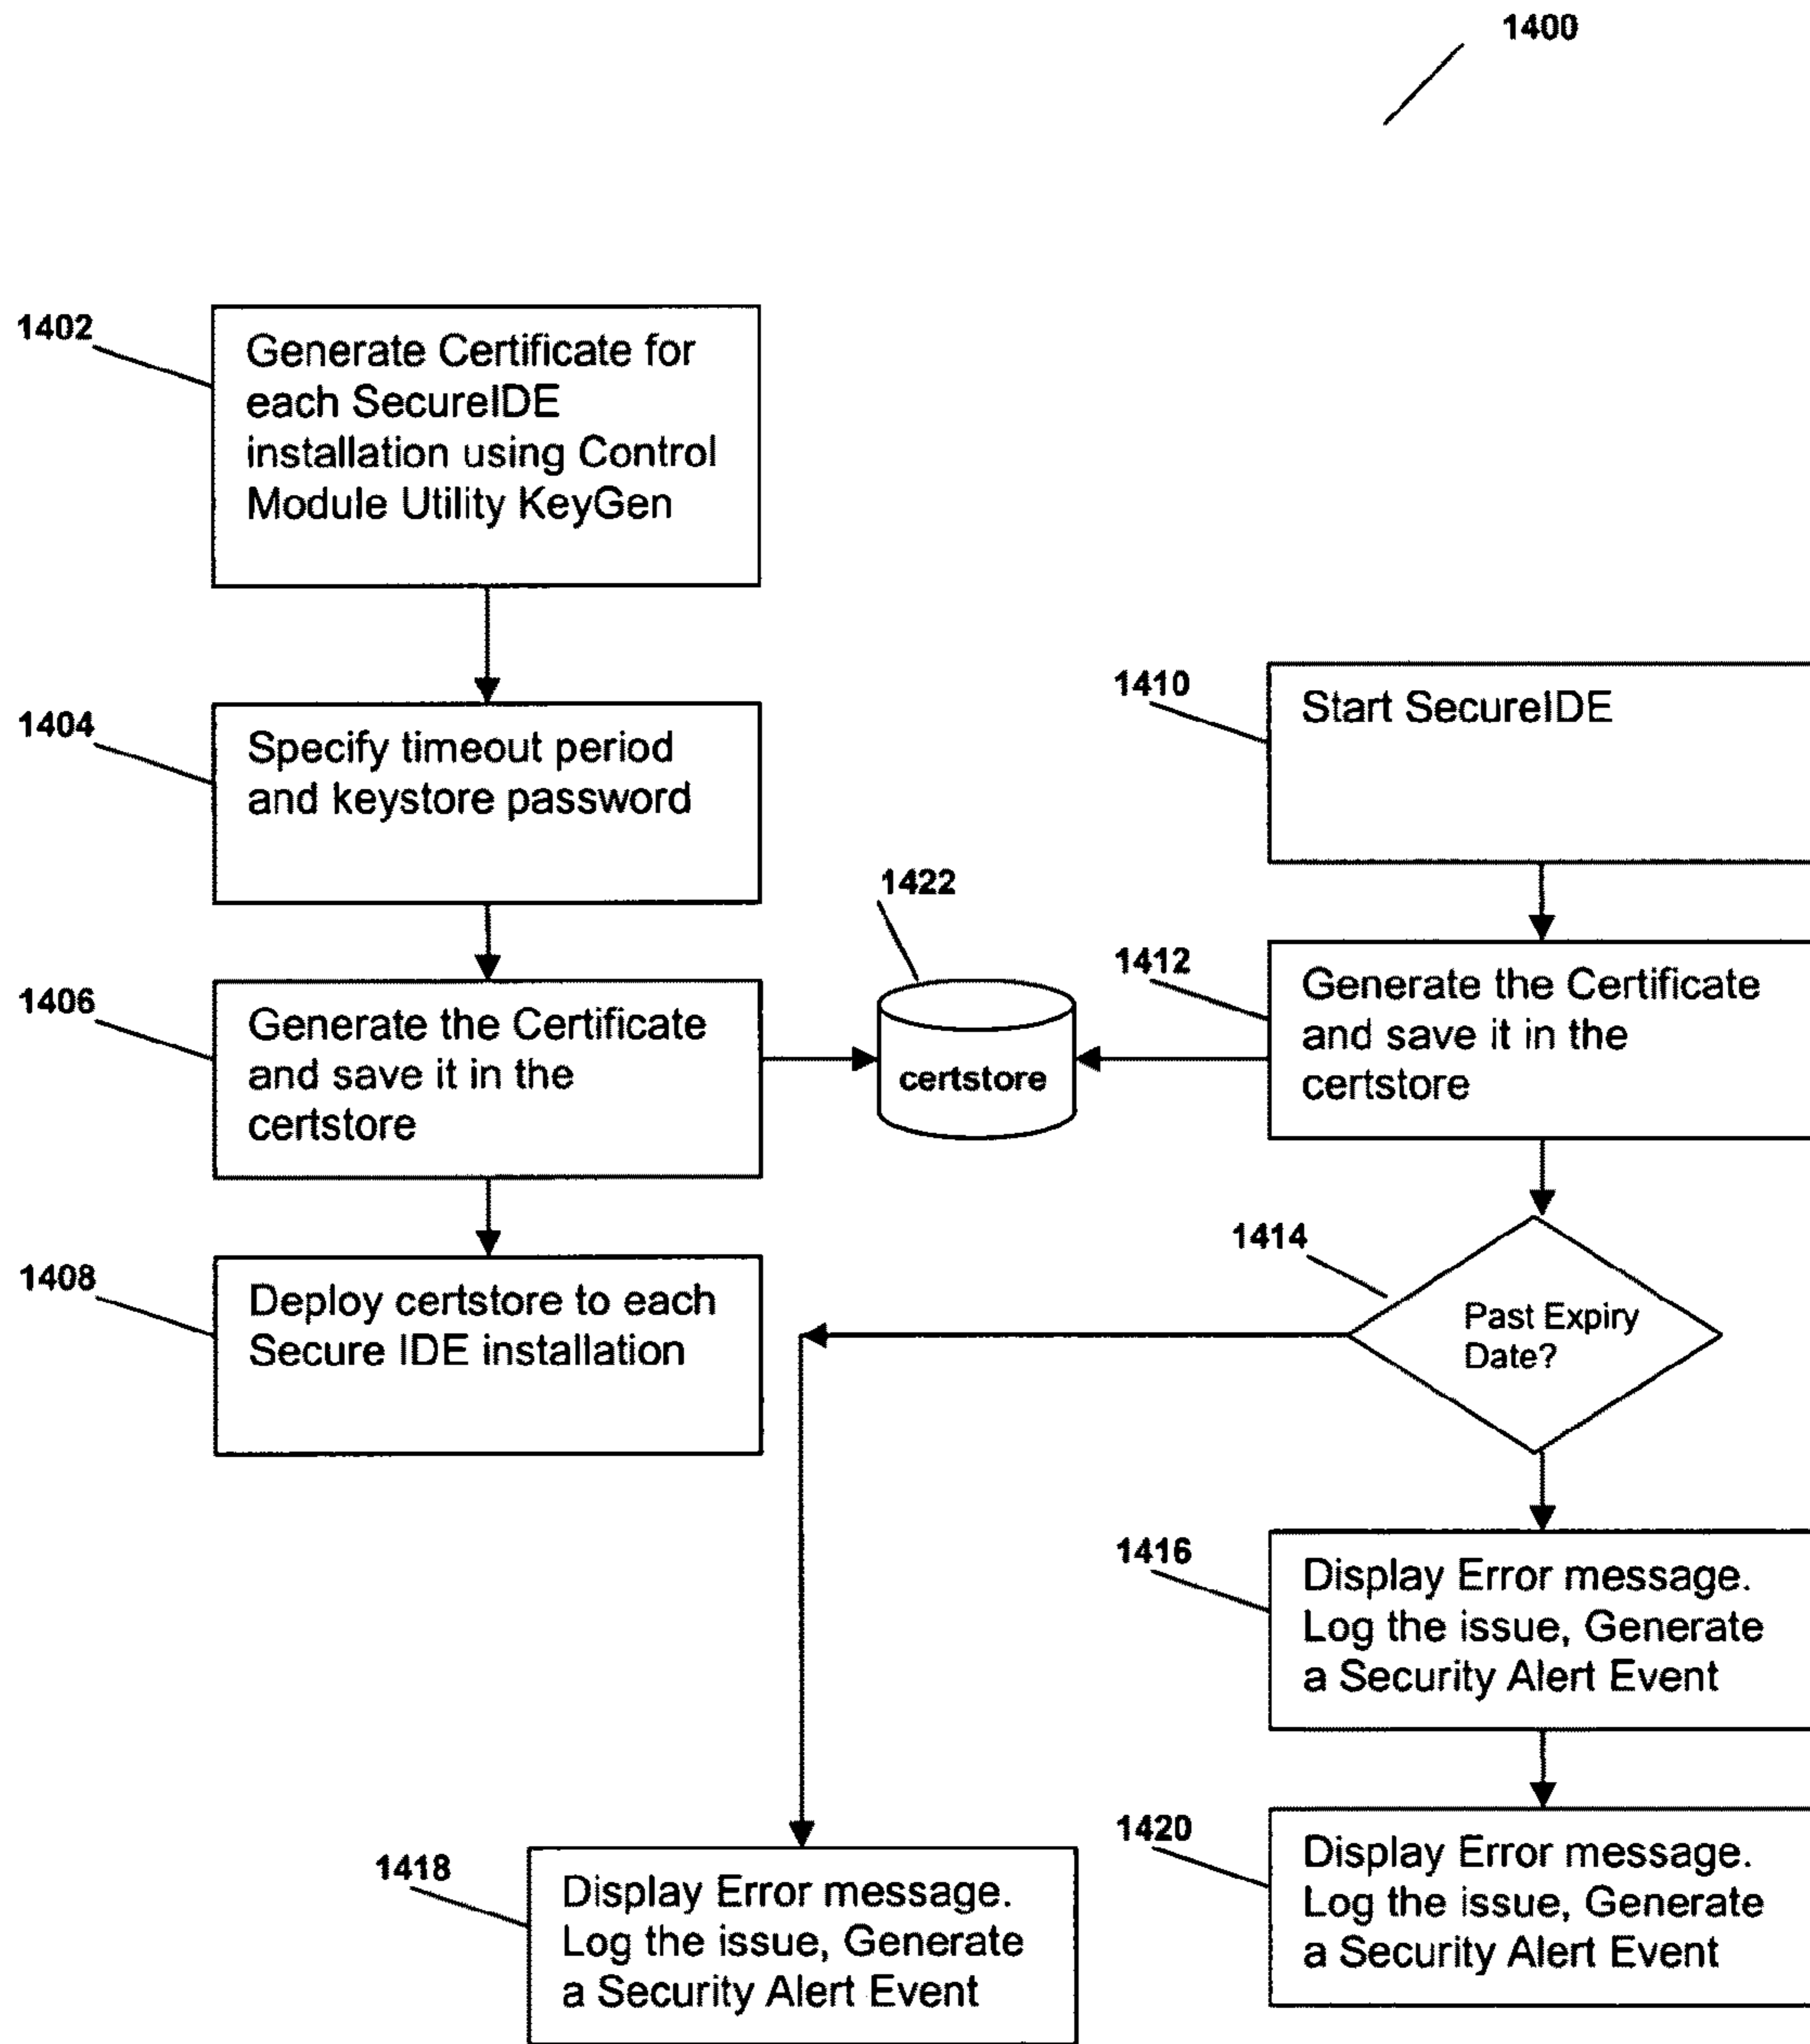 1400
1402
Generate Certificate for
each SecureIDE
installation using Control
Module Utility KeyGen
1404
Specify timeout period
and keystore password
1406
Generate the Certificate
and save it in the
certstore
1408
Deploy certstore to each
Secure IDE installation
1422
certstore
1410
Start SecureIDE
1412
Generate the Certificate
and save it in the
certstore
1414
Past Expiry
Date?
1416
Display Error message.
Log the issue, Generate
a Security Alert Event
1418
Display Error message.
Log the issue, Generate
a Security Alert Event
1420
Display Error message.
Log the issue, Generate
a Security Alert Event